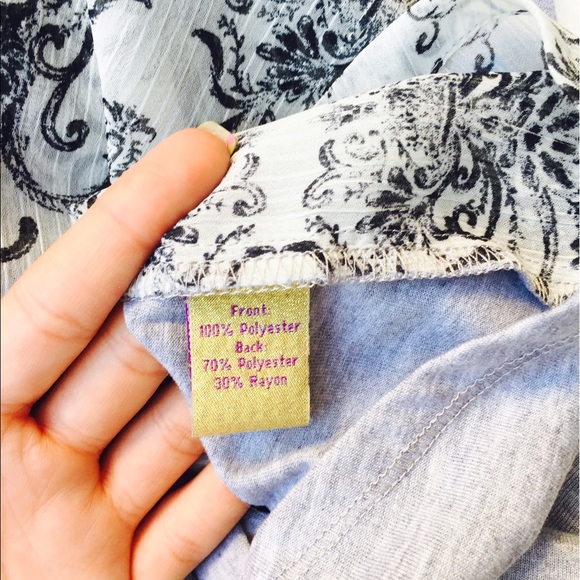 Front:
100% Polyester
Back:
70% Polyester
30% Rayon